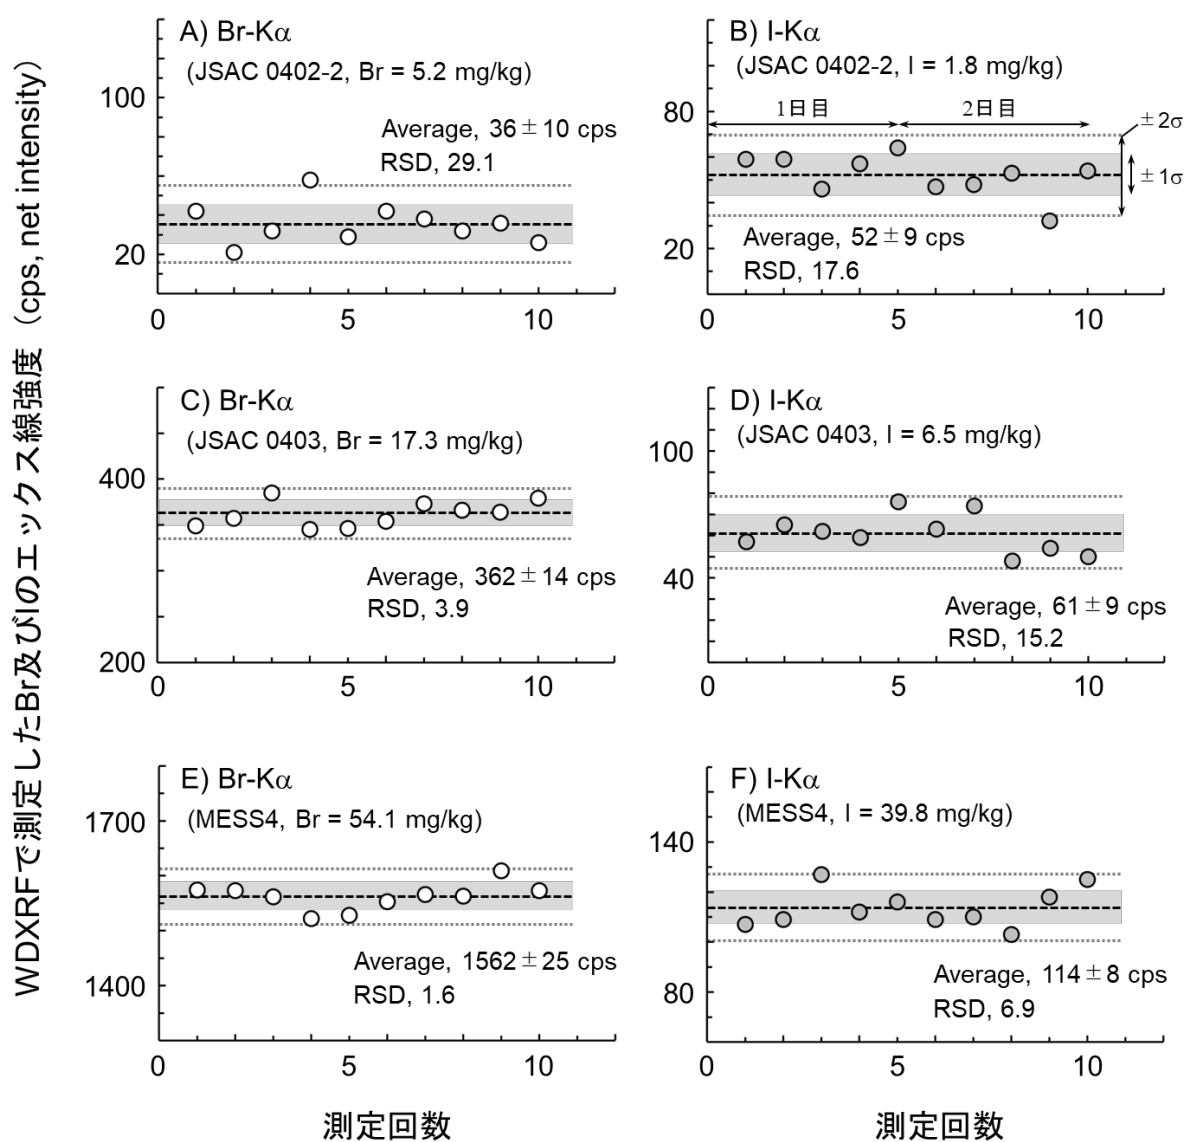 WDXRFで測定したBr及びIのエックス線強度 (cps, net intensity)
A) Br-Kα
(JSAC 0402-2, Br = 5.2 mg/kg)
100
Average, 36±10 cps
RSD, 29.1
20
0
5
10
B) I-Kα
(JSAC 0402-2, I = 1.8 mg/kg)
80
1日目
2日目
±2σ
±1σ
Average, 52±9 cps
20
RSD, 17.6
0
5
10
C) Br-Kα
(JSAC 0403, Br = 17.3 mg/kg)
400
Average, 362±14 cps
RSD, 3.9
200
0
5
10
D) I-Kα
(JSAC 0403, I = 6.5 mg/kg)
100
40
Average, 61±9 cps
RSD, 15.2
0
5
10
E) Br-Kα
(MESS4, Br = 54.1 mg/kg)
1700
Average, 1562±25 cps
1400
RSD, 1.6
0
5
10
測定回数
F) I-Kα
(MESS4, I = 39.8 mg/kg)
140
Average, 114±8 cps
80
RSD, 6.9
0
5
10
測定回数